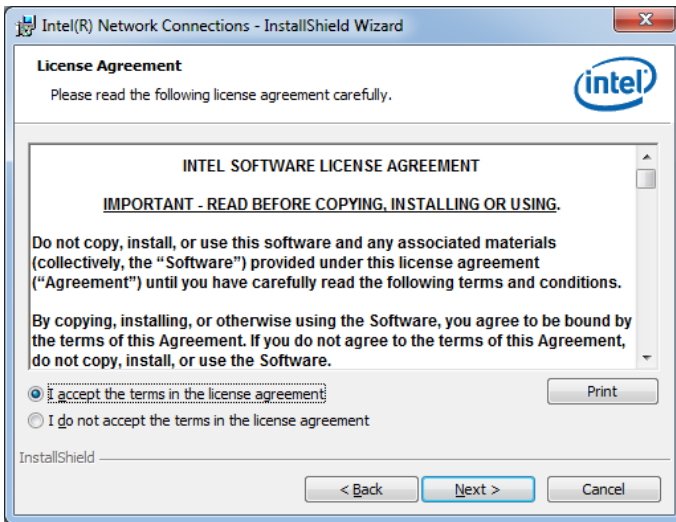 Intel(R) Network Connections - InstallShield Wizard
License Agreement
Please read the following license agreement carefully.
intel
INTEL SOFTWARE LICENSE AGREEMENT
IMPORTANT - READ BEFORE COPYING, INSTALLING OR USING.
Do not copy, install, or use this software and any associated materials
(collectively, the “Software”) provided under this license agreement
(“Agreement”) until you have carefully read the following terms and conditions.
By copying, installing, or otherwise using the Software, you agree to be bound by
the terms of this Agreement. If you do not agree to the terms of this Agreement,
do not copy, install, or use the Software.
I accept the terms in the license agreement
Print
I do not accept the terms in the license agreement
InstallShield
< Back
Next >
Cancel